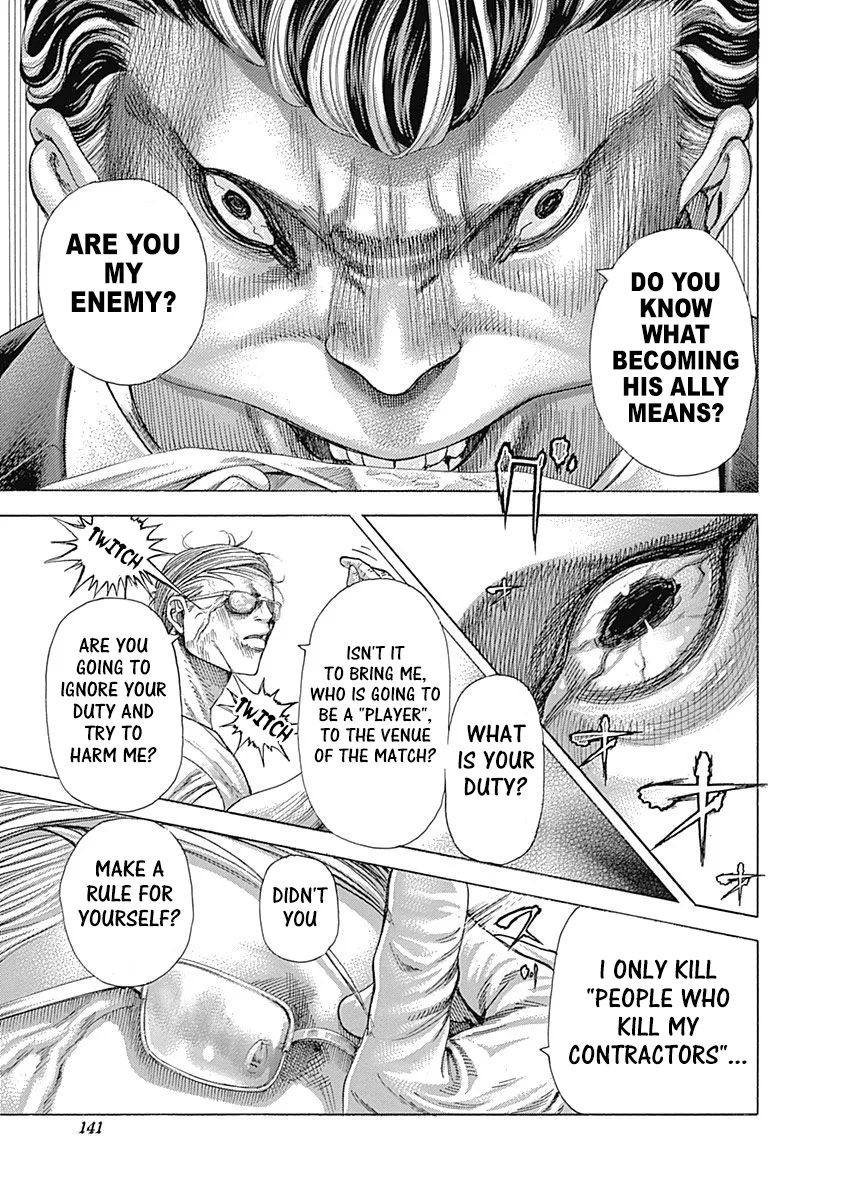 DO YOU
KNOW
WHAT
BECOMING
HIS ALLY
MEANS?
ARE YOU
MY
ENEMY?
WHAT
IS YOUR
DUTY?
ISN'T IT
TO BRING ME,
WHO IS GOING TO
BE A "PLAYER",
TO THE VENUE
OF THE MATCH?
TWITCH
ARE YOU
GOING TO
IGNORE YOUR
DUTY AND
TRY TO
HARM ME?
TWITCH
I ONLY KILL
"PEOPLE WHO
KILL MY
CONTRACTORS"...
DIDN'T
YOU
MAKE A
RULE FOR
YOURSELF?
141